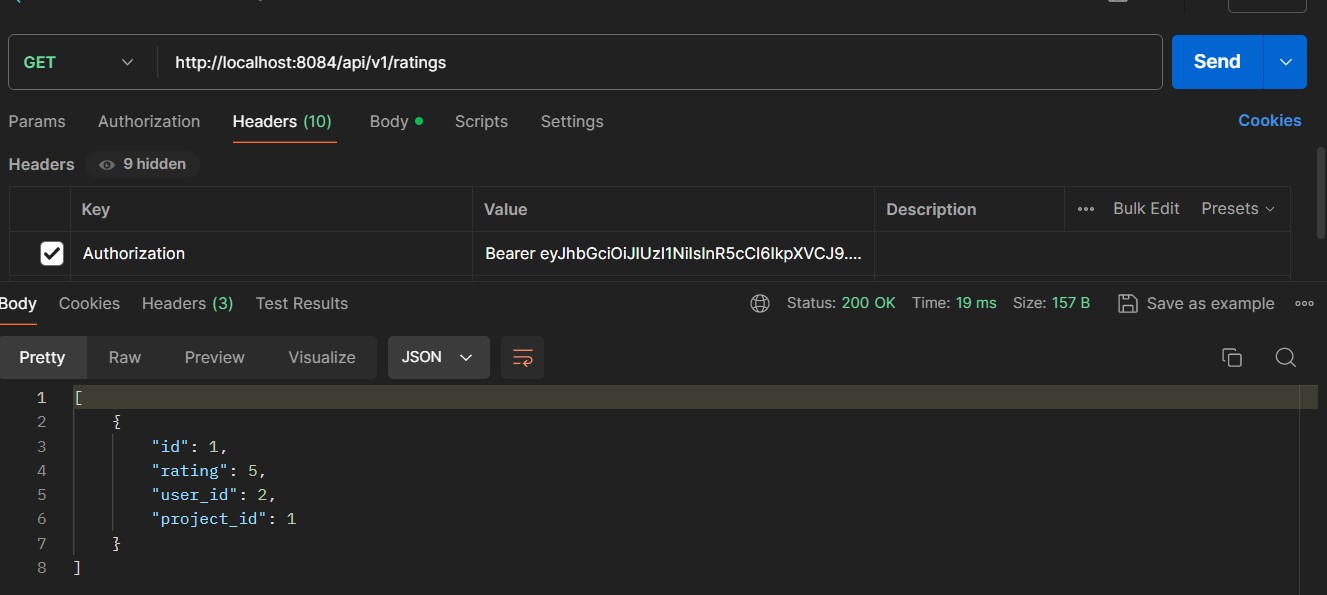 GET http://localhost:8084/api/v1/ratings Send
Params Authorization Headers (10) Body Scripts Settings Cookies
Headers 9 hidden
Key Value Description ••• Bulk Edit Presets
Authorization Bearer eyJhbGciOiJIUzI1NiIsInR5cCI6IkpXVCJ9....
Body Cookies Headers (3) Test Results Status: 200 OK Time: 19 ms Size: 157 B Save as example
Pretty Raw Preview Visualize JSON
1 [
2 {
3 "id": 1,
4 "rating": 5,
5 "user_id": 2,
6 "project_id": 1
7 }
8 ]